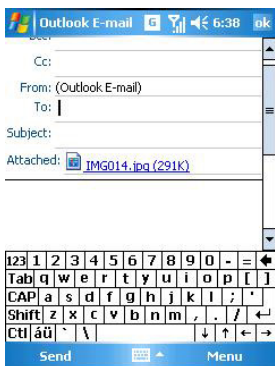 Outlook E-mail G 6:38 ok
Bcc:
Cc:
From: (Outlook E-mail)
To:
Subject:
Attached: IMG014.jpg (291K)
123 1 2 3 4 5 6 7 8 9 0 - =
Tab q w e r t y u i o p [ ]
CAP a s d f g h j k l ; '
Shift z x c v b n m , . /
Ctl áü ` \
Send Menu